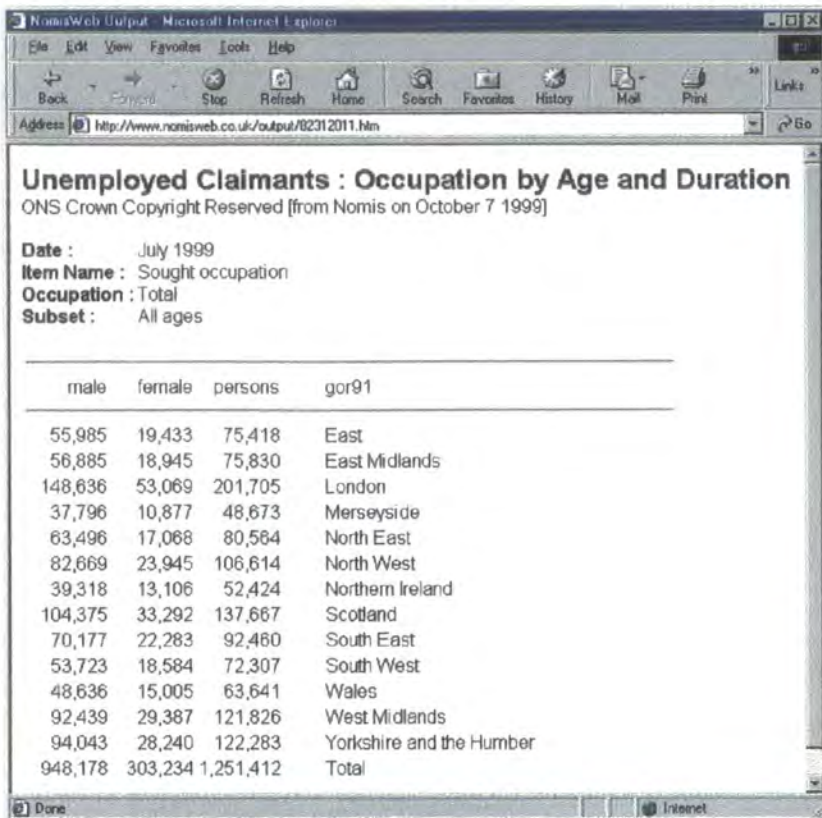 NomisWeb Output - Microsoft Internet Explorer
File Edit View Favorites Tools Help
Back Forward Stop Refresh Home Search Favorites History Mail Print » Links »
Address http://www.nomisweb.co.uk/output/82312011.htm Go
Unemployed Claimants : Occupation by Age and Duration
ONS Crown Copyright Reserved [from Nomis on October 7 1999]
Date : July 1999
Item Name : Sought occupation
Occupation : Total
Subset : All ages
male female persons gor91
55,985 19,433 75,418 East
56,885 18,945 75,830 East Midlands
148,636 53,069 201,705 London
37,796 10,877 48,673 Merseyside
63,496 17,068 80,564 North East
82,669 23,945 106,614 North West
39,318 13,106 52,424 Northern Ireland
104,375 33,292 137,667 Scotland
70,177 22,283 92,460 South East
53,723 18,584 72,307 South West
48,636 15,005 63,641 Wales
92,439 29,387 121,826 West Midlands
94,043 28,240 122,283 Yorkshire and the Humber
948,178 303,234 1,251,412 Total
Done Internet